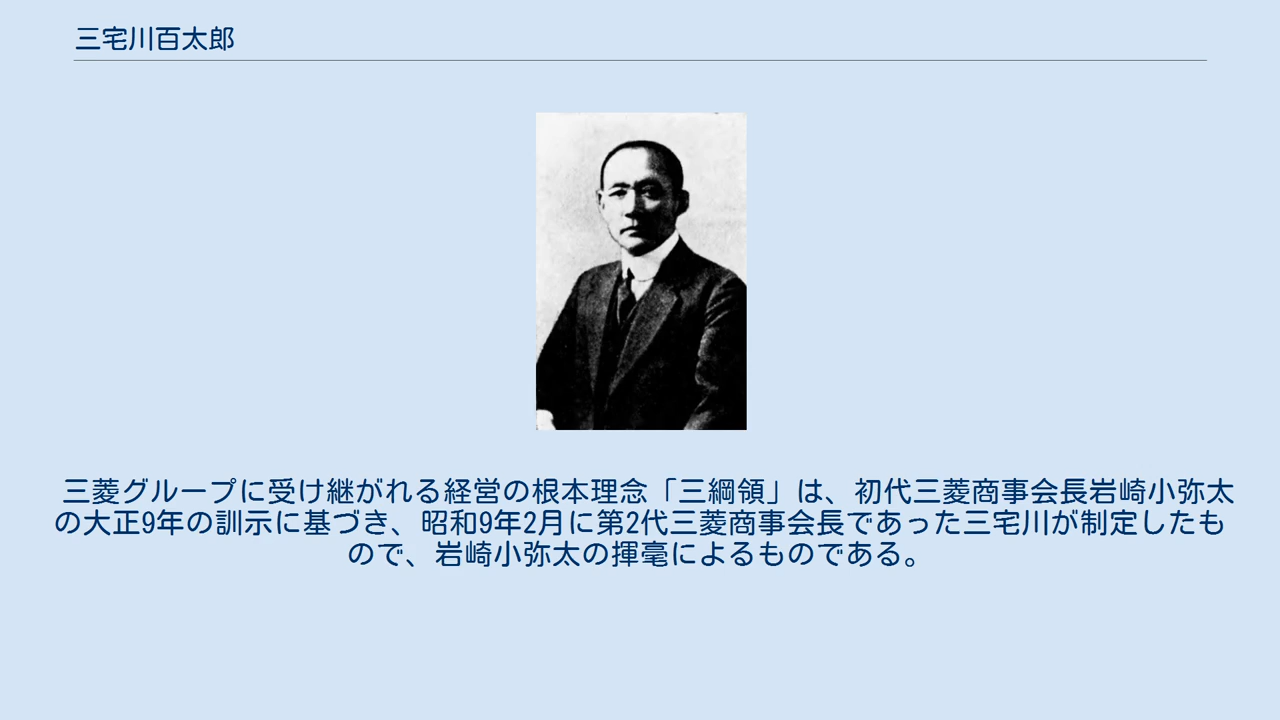 三宅川百太郎
三菱グループに受け継がれる経営の根本理念「三綱領」は、初代三菱商事会長岩崎小弥太
の大正9年の訓示に基づき、昭和9年2月に第2代三菱商事会長であった三宅川が制定したも
ので、岩崎小弥太の揮毫によるものである。